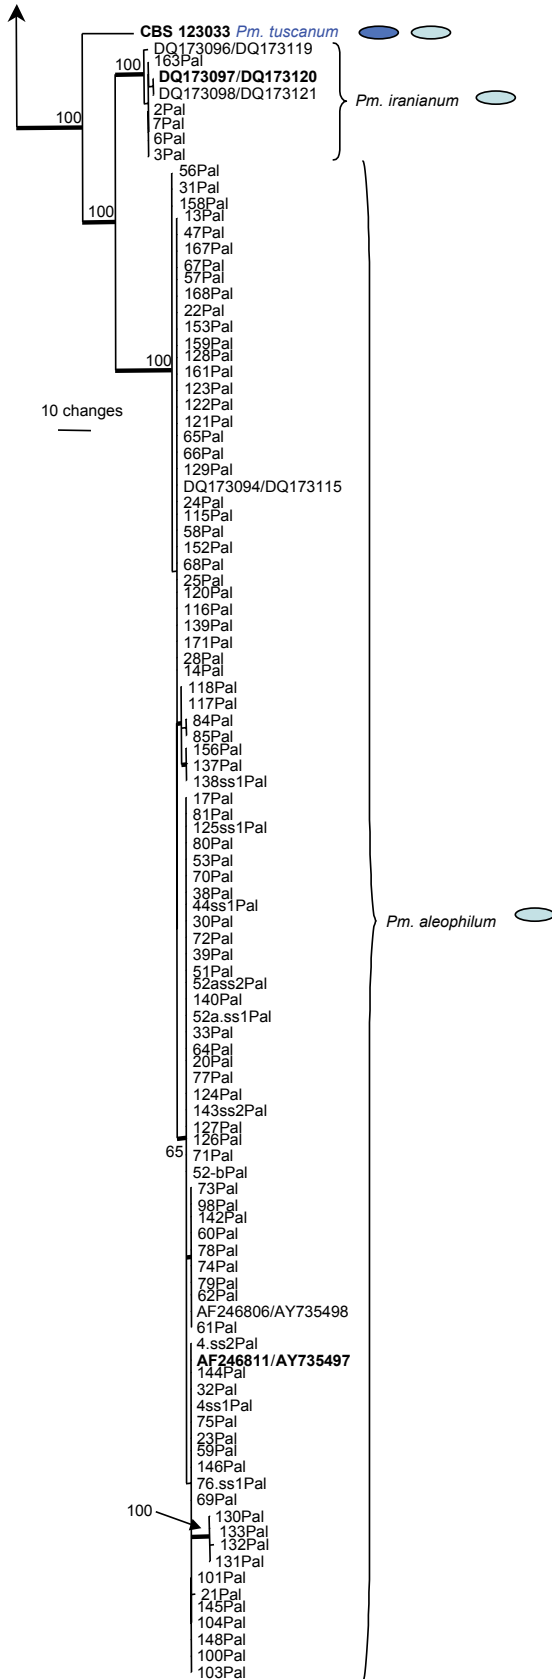 CBS 123033 Pm. tuscanum
DQ173096/DQ173119
100
163Pal
DQ173097/DQ173120
DQ173098/DQ173121
Pm. iranianum
2Pal
7Pal
100
6Pal
3Pal
56Pal
31Pal
158Pal
100
13Pal
47Pal
167Pal
67Pal
57Pal
168Pal
22Pal
153Pal
159Pal
128Pal
100
161Pal
123Pal
122Pal
10 changes
121Pal
65Pal
66Pal
129Pal
DQ173094/DQ173115
24Pal
115Pal
58Pal
152Pal
68Pal
25Pal
120Pal
116Pal
139Pal
171Pal
28Pal
14Pal
118Pal
117Pal
84Pal
85Pal
156Pal
137Pal
138ss1Pal
17Pal
81Pal
125ss1Pal
80Pal
53Pal
70Pal
38Pal
44ss1Pal
30Pal
Pm. aleophilum
72Pal
39Pal
51Pal
52ass2Pal
140Pal
52a.ss1Pal
33Pal
64Pal
20Pal
77Pal
124Pal
143ss2Pal
127Pal
126Pal
65
71Pal
52-bPal
73Pal
98Pal
142Pal
60Pal
78Pal
74Pal
79Pal
62Pal
AF246806/AY735498
61Pal
4.ss2Pal
AF246811/AY735497
144Pal
32Pal
4ss1Pal
75Pal
23Pal
59Pal
146Pal
76.ss1Pal
69Pal
100
130Pal
133Pal
132Pal
131Pal
101Pal
21Pal
145Pal
104Pal
148Pal
100Pal
103Pal